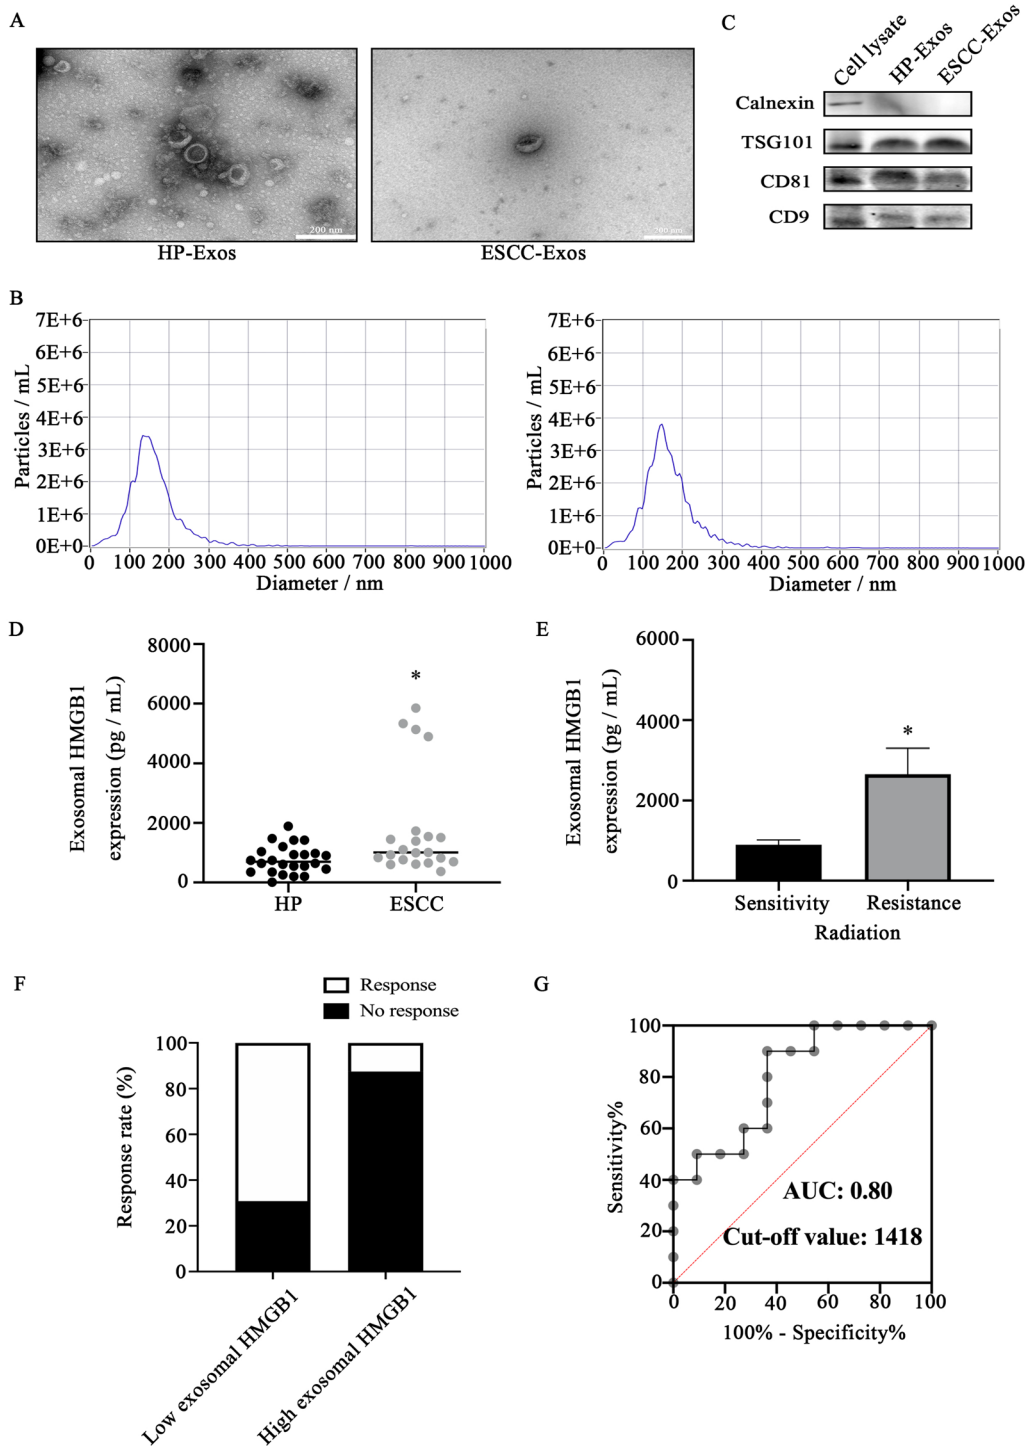 A
200 nm
200 nm
HP-Exos
ESCC-Exos
C
Cell lysate
HP-Exos
ESCC-Exos
Calnexin
TSG101
CD81
CD9
B
Particles / mL
7E+6
6E+6
5E+6
4E+6
3E+6
2E+6
1E+6
0E+0
0 100 200 300 400 500 600 700 800 900 1000
Diameter / nm
Particles / mL
7E+6
6E+6
5E+6
4E+6
3E+6
2E+6
1E+6
0E+0
0 100 200 300 400 500 600 700 800 900 1000
Diameter / nm
D
Exosomal HMGB1
expression (pg / mL)
8000
6000
4000
2000
0
*
HP
ESCC
E
Exosomal HMGB1
expression (pg / mL)
6000
4000
2000
0
*
Sensitivity
Resistance
Radiation
F
Response
No response
Response rate (%)
100
80
60
40
20
0
Low exosomal HMGB1
High exosomal HMGB1
G
Sensitivity%
100
80
60
40
20
0
AUC: 0.80
Cut-off value: 1418
0 20 40 60 80 100
100% - Specificity%